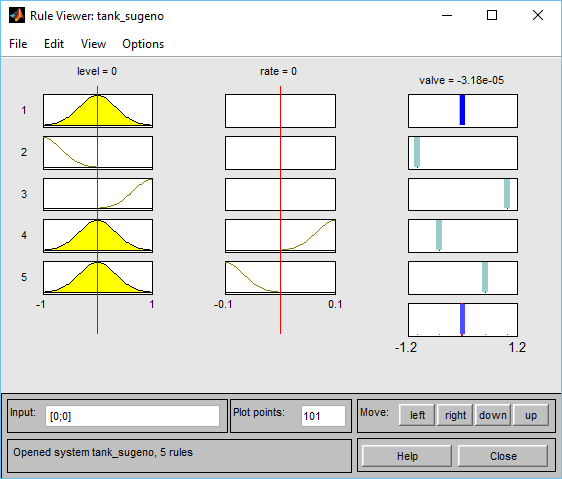 Rule Viewer: tank_sugeno
File Edit View Options
level = 0 rate = 0 valve = -3.18e-05
1
2
3
4
5
-1 1 -0.1 0.1
-1.2 1.2
Input: [0;0] Plot points: 101 Move: left right down up
Opened system tank_sugeno, 5 rules Help Close